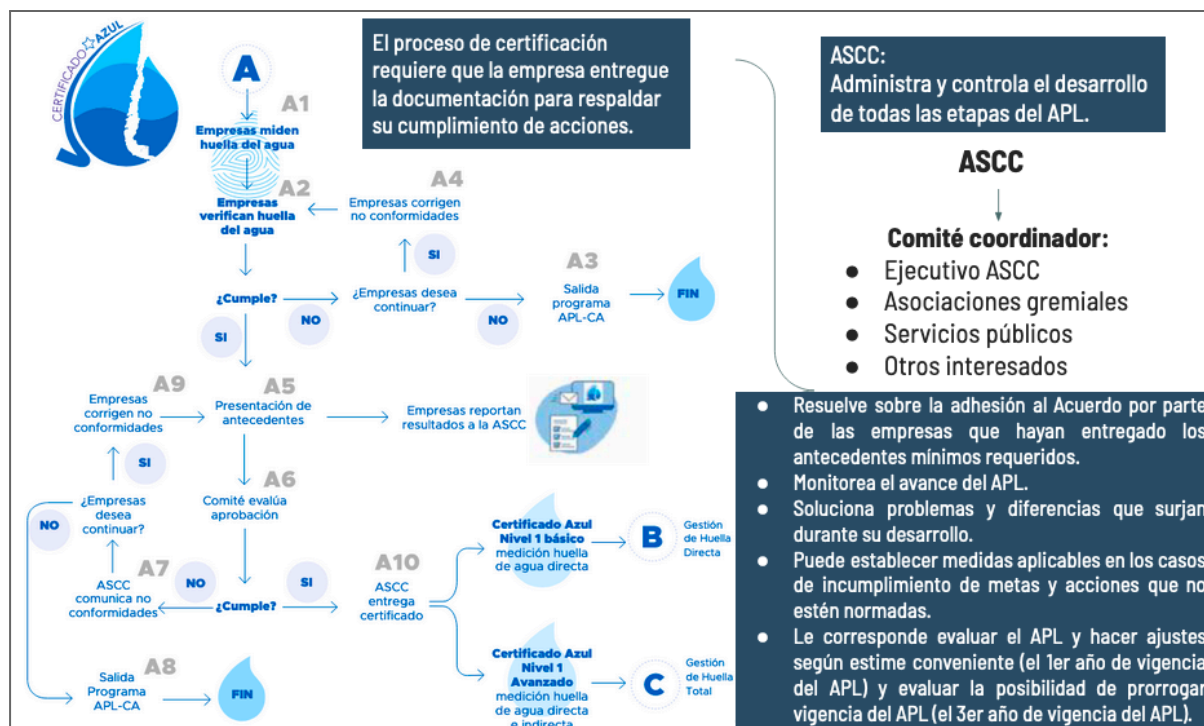 CERTIFICADO AZUL
A
A1
Empresas miden
huella del agua
A2
Empresas
verifican huella
del agua
A4
Empresas corrigen
no conformidades
SI
¿Cumple?
NO
¿Empresas desea
continuar?
NO
A3
Salida
programa
APL-CA
FIN
SI
A9
Empresas
corrigen no
conformidades
A5
Presentación de
antecedentes
Empresas reportan
resultados a la ASCC
SI
¿Empresas
desea
continuar?
NO
A6
Comité evalúa
aprobación
A7
ASCC
comunica no
conformidades
NO
¿Cumple?
SI
A10
ASCC
entrega
certificado
Certificado Azul
Nivel 1 básico
medición huella
de agua directa
B
Gestión
de Huella
Directa
Certificado Azul
Nivel 1
Avanzado
medición huella
de agua directa
e indirecta
C
Gestión
de Huella
Total
A8
Salida
Programa
APL-CA
FIN
El proceso de certificación
requiere que la empresa entregue
la documentación para respaldar
su cumplimiento de acciones.
ASCC:
Administra y controla el desarrollo
de todas las etapas del APL.
ASCC
Comité coordinador:
● Ejecutivo ASCC
● Asociaciones gremiales
● Servicios públicos
● Otros interesados
● Resuelve sobre la adhesión al Acuerdo por parte
de las empresas que hayan entregado los
antecedentes mínimos requeridos.
● Monitorea el avance del APL.
● Soluciona problemas y diferencias que surjan
durante su desarrollo.
● Puede establecer medidas aplicables en los casos
de incumplimiento de metas y acciones que no
estén normadas.
● Le corresponde evaluar el APL y hacer ajustes
según estime conveniente (el 1er año de vigencia
del APL) y evaluar la posibilidad de prorrogar
vigencia del APL (el 3er año de vigencia del APL).